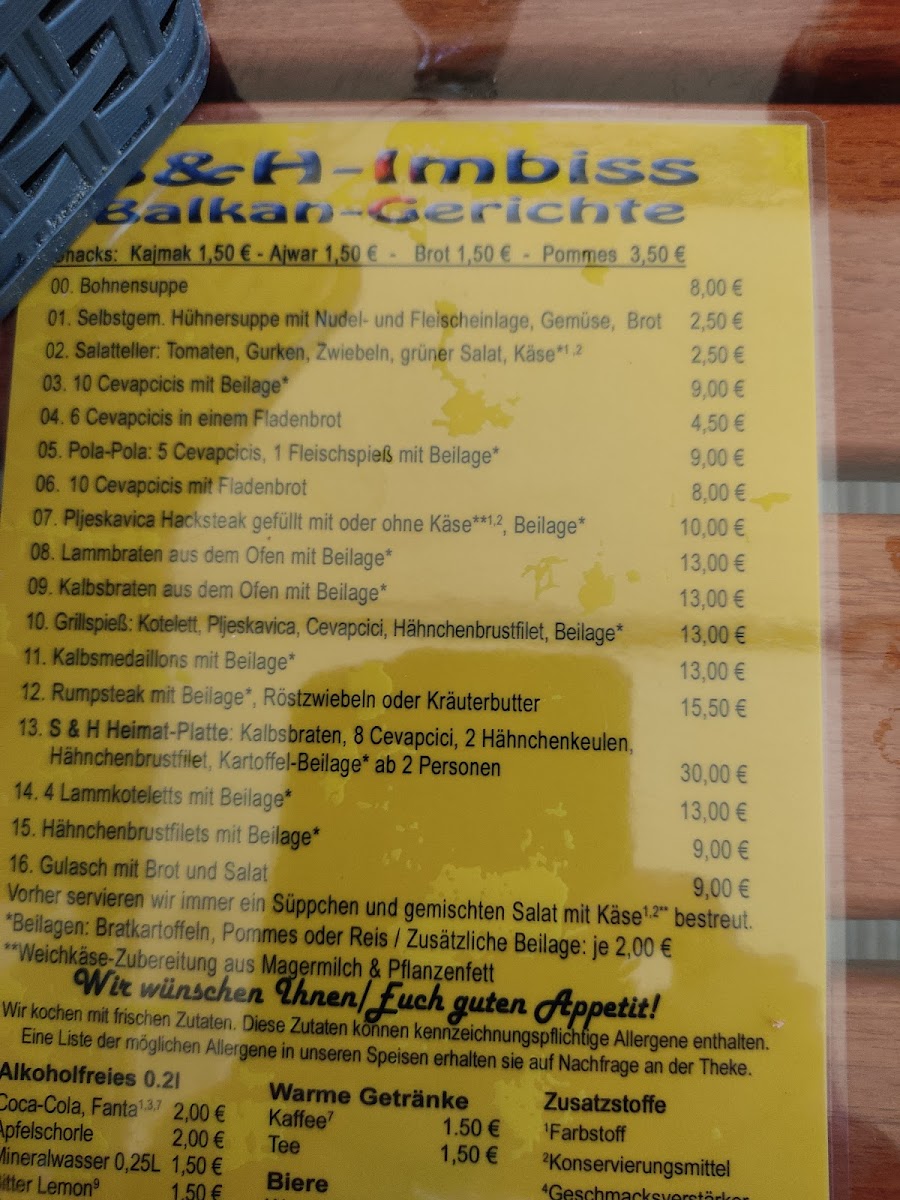 S&H-Imbiss
Balkan-Gerichte
Snacks: Kajmak 1,50 € - Ajwar 1,50 € - Brot 1,50 € - Pommes 3,50 €
00. Bohnensuppe 8,00 €
01. Selbstgem. Hühnersuppe mit Nudel- und Fleischeinlage, Gemüse, Brot 2,50 €
02. Salatteller: Tomaten, Gurken, Zwiebeln, grüner Salat, Käse*1,2 2,50 €
03. 10 Cevapcicis mit Beilage* 9,00 €
04. 6 Cevapcicis in einem Fladenbrot 4,50 €
05. Pola-Pola: 5 Cevapcicis, 1 Fleischspieß mit Beilage* 9,00 €
06. 10 Cevapcicis mit Fladenbrot 8,00 €
07. Pljeskavica Hacksteak gefüllt mit oder ohne Käse**1,2, Beilage* 10,00 €
08. Lammbraten aus dem Ofen mit Beilage* 13,00 €
09. Kalbsbraten aus dem Ofen mit Beilage* 13,00 €
10. Grillspieß: Kotelett, Pljeskavica, Cevapcici, Hähnchenbrustfilet, Beilage* 13,00 €
11. Kalbsmedaillons mit Beilage* 13,00 €
12. Rumpsteak mit Beilage*, Röstzwiebeln oder Kräuterbutter 15,50 €
13. S & H Heimat-Platte: Kalbsbraten, 8 Cevapcici, 2 Hähnchenkeulen,
Hähnchenbrustfilet, Kartoffel-Beilage* ab 2 Personen 30,00 €
14. 4 Lammkoteletts mit Beilage* 13,00 €
15. Hähnchenbrustfilets mit Beilage* 9,00 €
16. Gulasch mit Brot und Salat 9,00 €
Vorher servieren wir immer ein Süppchen und gemischten Salat mit Käse1,2** bestreut.
*Beilagen: Bratkartoffeln, Pommes oder Reis / Zusätzliche Beilage: je 2,00 €
**Weichkäse-Zubereitung aus Magermilch & Pflanzenfett
Wir wünschen Ihnen/Euch guten Appetit!
Wir kochen mit frischen Zutaten. Diese Zutaten können kennzeichnungspflichtige Allergene enthalten.
Eine Liste der möglichen Allergene in unseren Speisen erhalten sie auf Nachfrage an der Theke.
Alkoholfreies 0.2l
Coca-Cola, Fanta1,3,7 2,00 €
Apfelschorle 2,00 €
Mineralwasser 0,25L 1,50 €
Bitter Lemon9 1,50 €
Warme Getränke
Kaffee7 1.50 €
Tee 1,50 €
Biere
Zusatzstoffe
1Farbstoff
2Konservierungsmittel
4Geschmacksverstärker